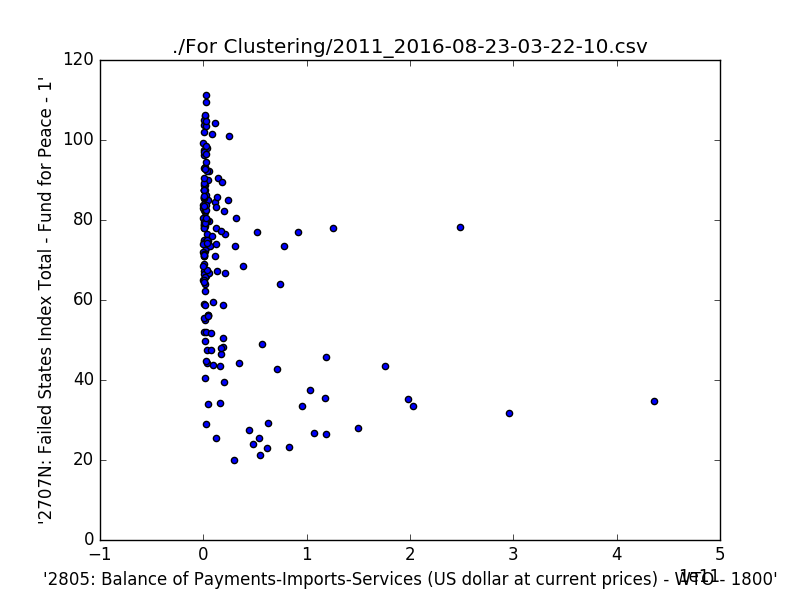 ./For Clustering/2011_2016-08-23-03-22-10.csv
'2707N: Failed States Index Total - Fund for Peace - 1'
120
100
80
60
40
20
0
−1 0 1 2 3 4 5
1e11
'2805: Balance of Payments-Imports-Services (US dollar at current prices) - WTO - 1800'